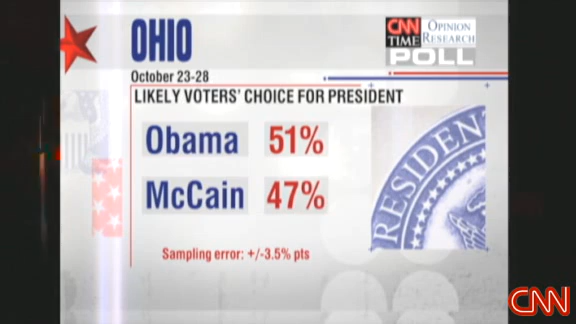 OHIO
October 23-28
CNN
TIME
OPINION
RESEARCH
POLL
LIKELY VOTERS' CHOICE FOR PRESIDENT
Obama 51%
McCain 47%
Sampling error: +/-3.5% pts
RESIDENT
CNN